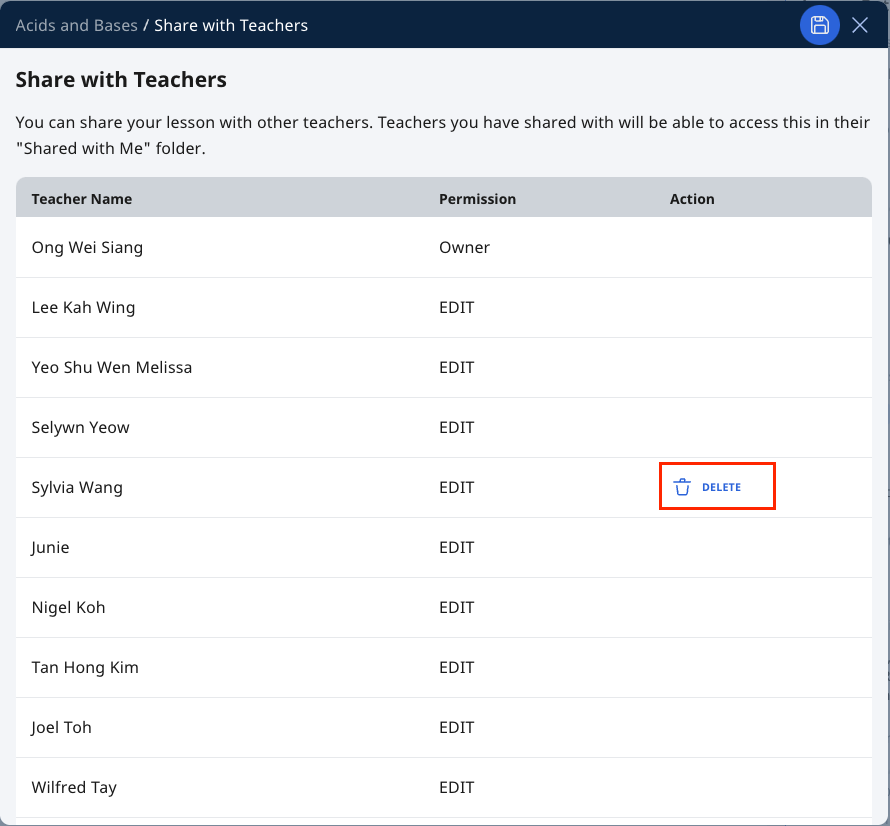 Acids and Bases / Share with Teachers
Share with Teachers
You can share your lesson with other teachers. Teachers you have shared with will be able to access this in their
"Shared with Me" folder.
Teacher Name Permission Action
Ong Wei Siang Owner
Lee Kah Wing EDIT
Yeo Shu Wen Melissa EDIT
Selywn Yeow EDIT
Sylvia Wang EDIT DELETE
Junie EDIT
Nigel Koh EDIT
Tan Hong Kim EDIT
Joel Toh EDIT
Wilfred Tay EDIT